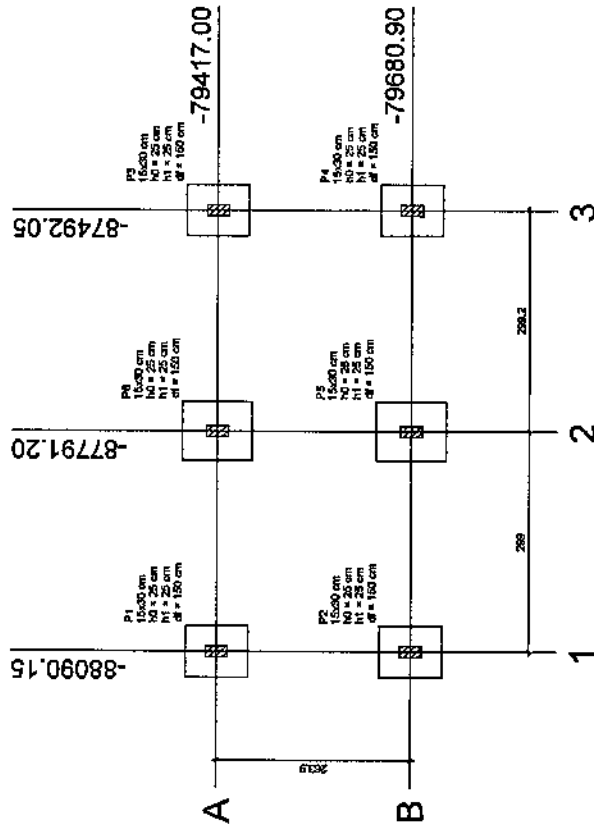 -88090.15
-87791.20
-87492.05
P1
15x30 cm
h0 = 25 cm
h1 = 25 cm
df = 150 cm
P6
15x30 cm
h0 = 25 cm
h1 = 25 cm
df = 150 cm
P3
15x30 cm
h0 = 25 cm
h1 = 25 cm
df = 150 cm
A
-79417.00
263.9
P2
15x30 cm
h0 = 25 cm
h1 = 25 cm
df = 150 cm
P5
15x30 cm
h0 = 25 cm
h1 = 25 cm
df = 150 cm
P4
15x30 cm
h0 = 25 cm
h1 = 25 cm
df = 150 cm
B
-79680.90
299
299.2
1
2
3